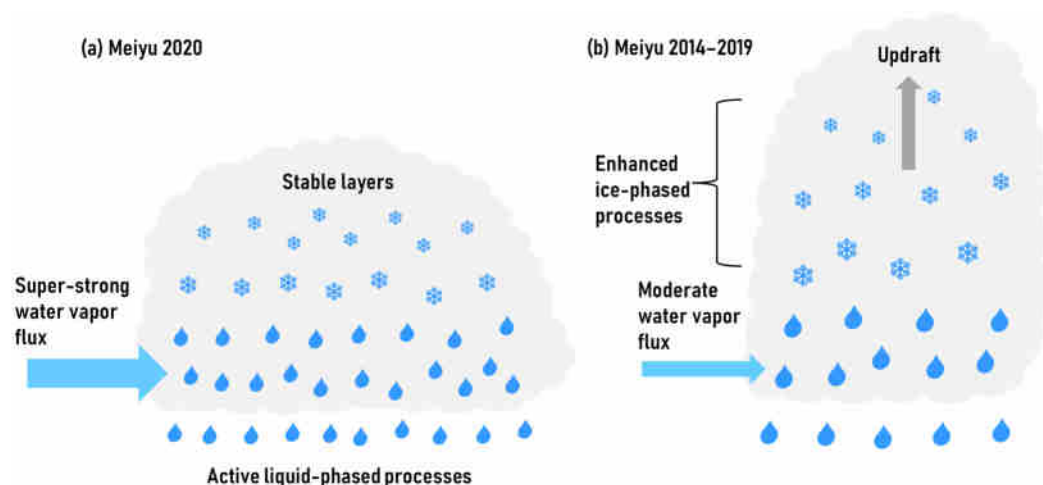 (a) Meiyu 2020
Stable layers
Super-strong
water vapor
flux
Active liquid-phased processes
(b) Meiyu 2014–2019
Updraft
Enhanced
ice-phased
processes
Moderate
water vapor
flux